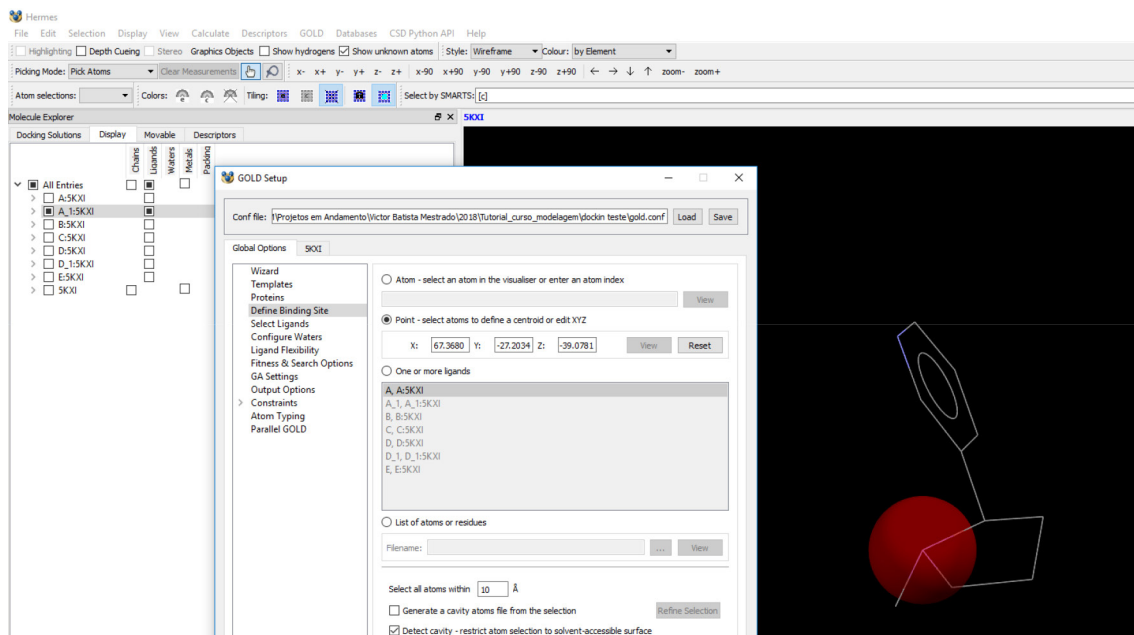 Hermes
File Edit Selection Display View Calculate Descriptors GOLD Databases CSD Python API Help
Highlighting Depth Cueing Stereo Graphics Objects Show hydrogens Show unknown atoms Style: Wireframe Colour: by Element
Picking Mode: Pick Atoms Clear Measurements x- x+ y- y+ z- z+ x-90 x+90 y-90 y+90 z-90 z+90 ← → ↓ ↑ zoom- zoom+
Atom selections: Colors: Tiling: Select by SMARTS: [c]
Molecule Explorer
5KXI
Docking Solutions Display Movable Descriptors
Chains Ligands Waters Metals Packing
All Entries
A:5KXI
A_1:5KXI
B:5KXI
C:5KXI
D:5KXI
D_1:5KXI
E:5KXI
5KXI
GOLD Setup
Conf file: \Projetos em Andamento\Victor Batista Mestrado\2018\Tutorial_curso_modelagem\dockin teste\gold.conf Load Save
Global Options 5KXI
Wizard
Templates
Proteins
Define Binding Site
Select Ligands
Configure Waters
Ligand Flexibility
Fitness & Search Options
GA Settings
Output Options
Constraints
Atom Typing
Parallel GOLD
Atom - select an atom in the visualiser or enter an atom index
View
Point - select atoms to define a centroid or edit XYZ
X: 67.3680 Y: -27.2034 Z: -39.0781 View Reset
One or more ligands
A, A:5KXI
A_1, A_1:5KXI
B, B:5KXI
C, C:5KXI
D, D:5KXI
D_1, D_1:5KXI
E, E:5KXI
List of atoms or residues
Filename: ... View
Select all atoms within 10 Å
Generate a cavity atoms file from the selection Refine Selection
Detect cavity - restrict atom selection to solvent-accessible surface